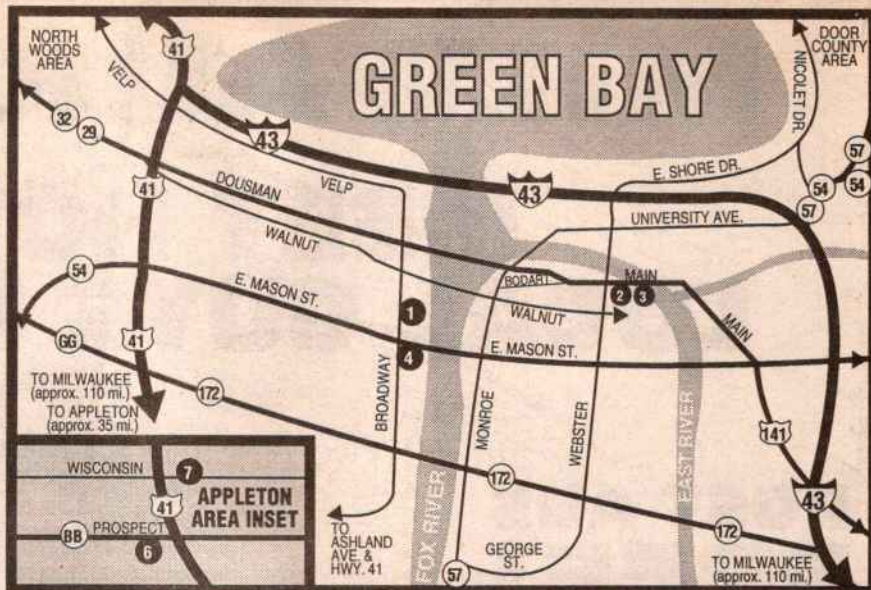 NORTH
WOODS
AREA
41
GREEN BAY
DOOR
COUNTY
AREA
VELP
NICOLET DR.
32
29
43
57
54
54
41
DOUSMAN
VELP
43
E. SHORE DR.
57
UNIVERSITY AVE.
WALNUT
54
E. MASON ST.
BODART
MAIN
2
3
1
WALNUT
MAIN
41
GG
4
E. MASON ST.
TO MILWAUKEE
(approx. 110 mi.)
TO APPLETON
(approx. 35 mi.)
172
BROADWAY
MONROE
WEBSTER
EAST RIVER
141
WISCONSIN
7
41
APPLETON
AREA INSET
BB
PROSPECT
6
172
43
172
TO
ASHLAND
AVE. &
HWY. 41
FOX RIVER
57
GEORGE
ST.
TO MILWAUKEE
(approx. 110 mi.)